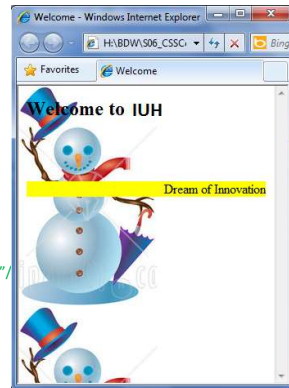 Welcome - Windows Internet Explorer
H:\BDW\S06_CSSC
Bing
Favorites
Welcome
Welcome to IUH
Dream of Innovation
"/